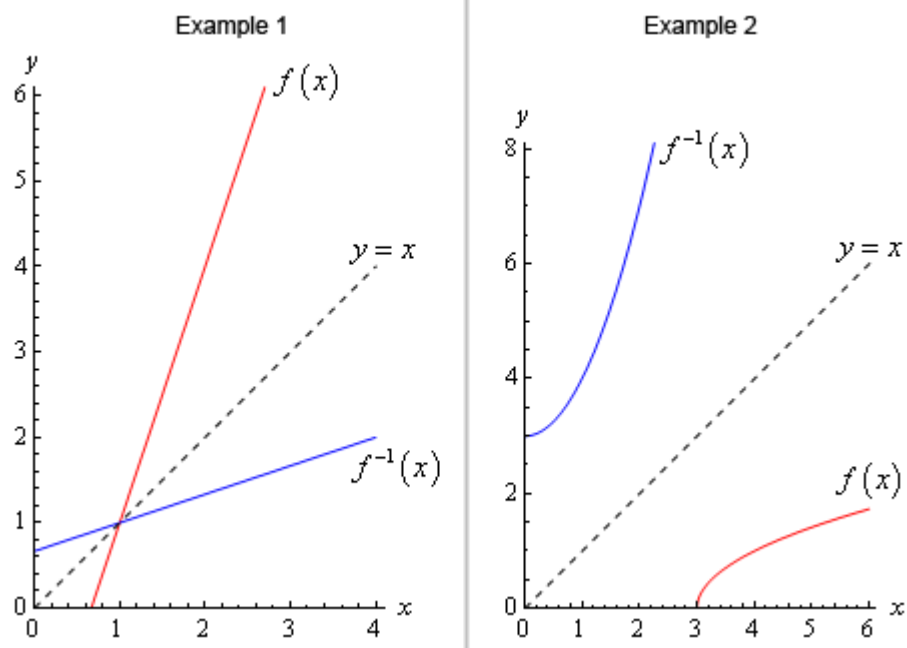 Example 1
y
6
5
4
3
2
1
0
f(x)
y = x
f⁻¹(x)
0 1 2 3 4 x
Example 2
y
8
6
4
2
0
f⁻¹(x)
y = x
f(x)
0 1 2 3 4 5 6 x